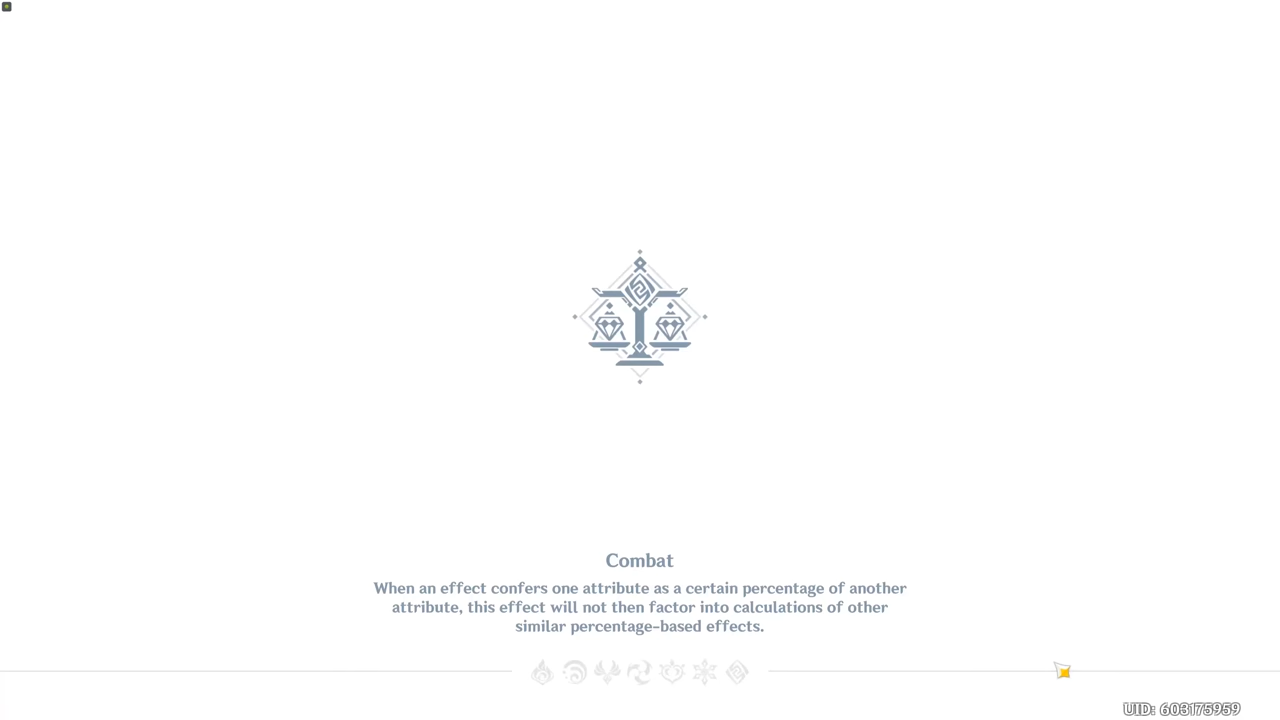 Combat
When an effect confers one attribute as a certain percentage of another
attribute, this effect will not then factor into calculations of other
similar percentage-based effects.
UID: 603175959